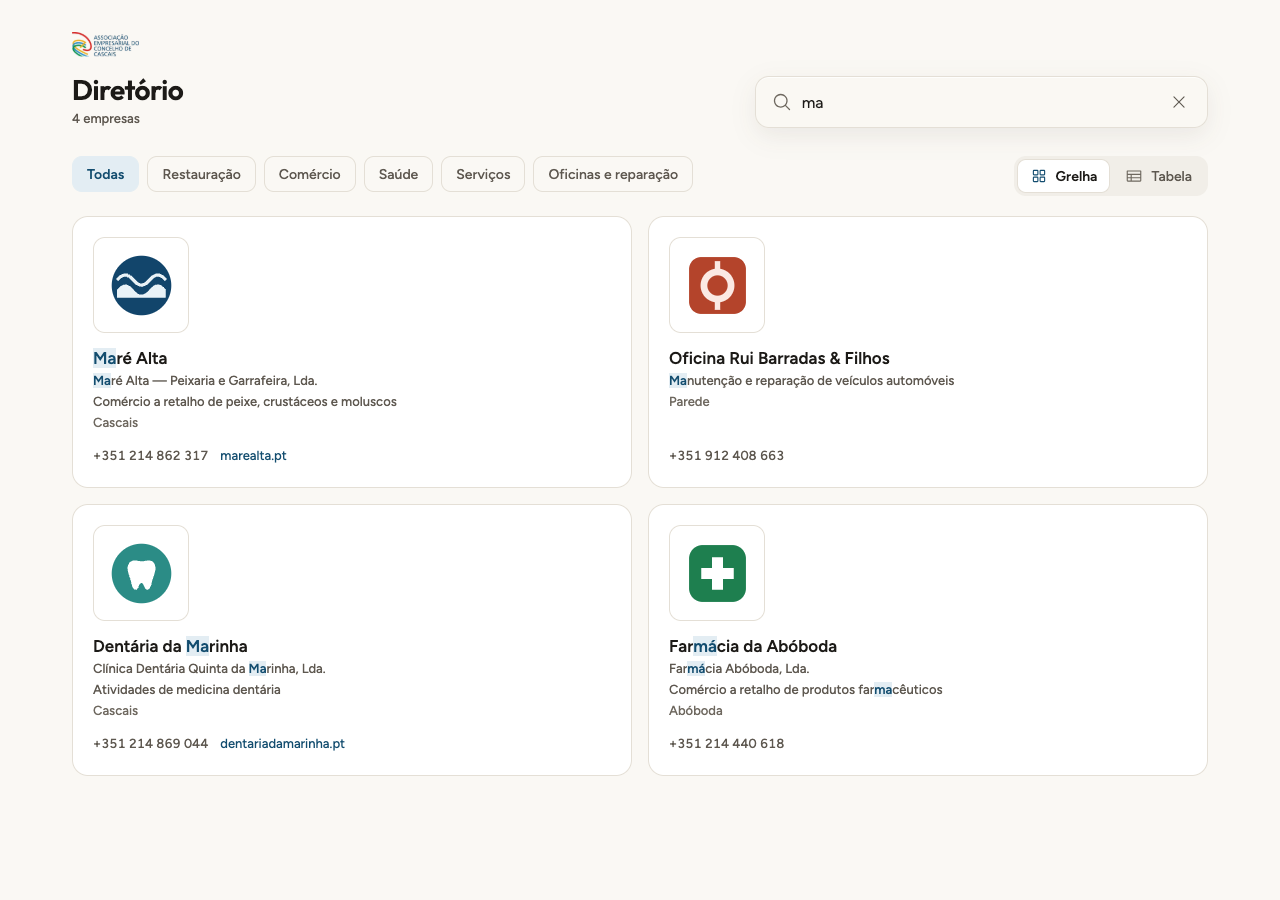 ASSOCIAÇÃO
EMPRESARIAL DO
CONCELHO DE
CASCAIS
Diretório
4 empresas
ma
Todas
Restauração
Comércio
Saúde
Serviços
Oficinas e reparação
Grelha
Tabela
Maré Alta
Maré Alta — Peixaria e Garrafeira, Lda.
Comércio a retalho de peixe, crustáceos e moluscos
Cascais
+351 214 862 317 marealta.pt
Oficina Rui Barradas & Filhos
Manutenção e reparação de veículos automóveis
Parede
+351 912 408 663
Dentária da Marinha
Clínica Dentária Quinta da Marinha, Lda.
Atividades de medicina dentária
Cascais
+351 214 869 044 dentariadamarinha.pt
Farmácia da Abóboda
Farmácia Abóboda, Lda.
Comércio a retalho de produtos farmacêuticos
Abóboda
+351 214 440 618